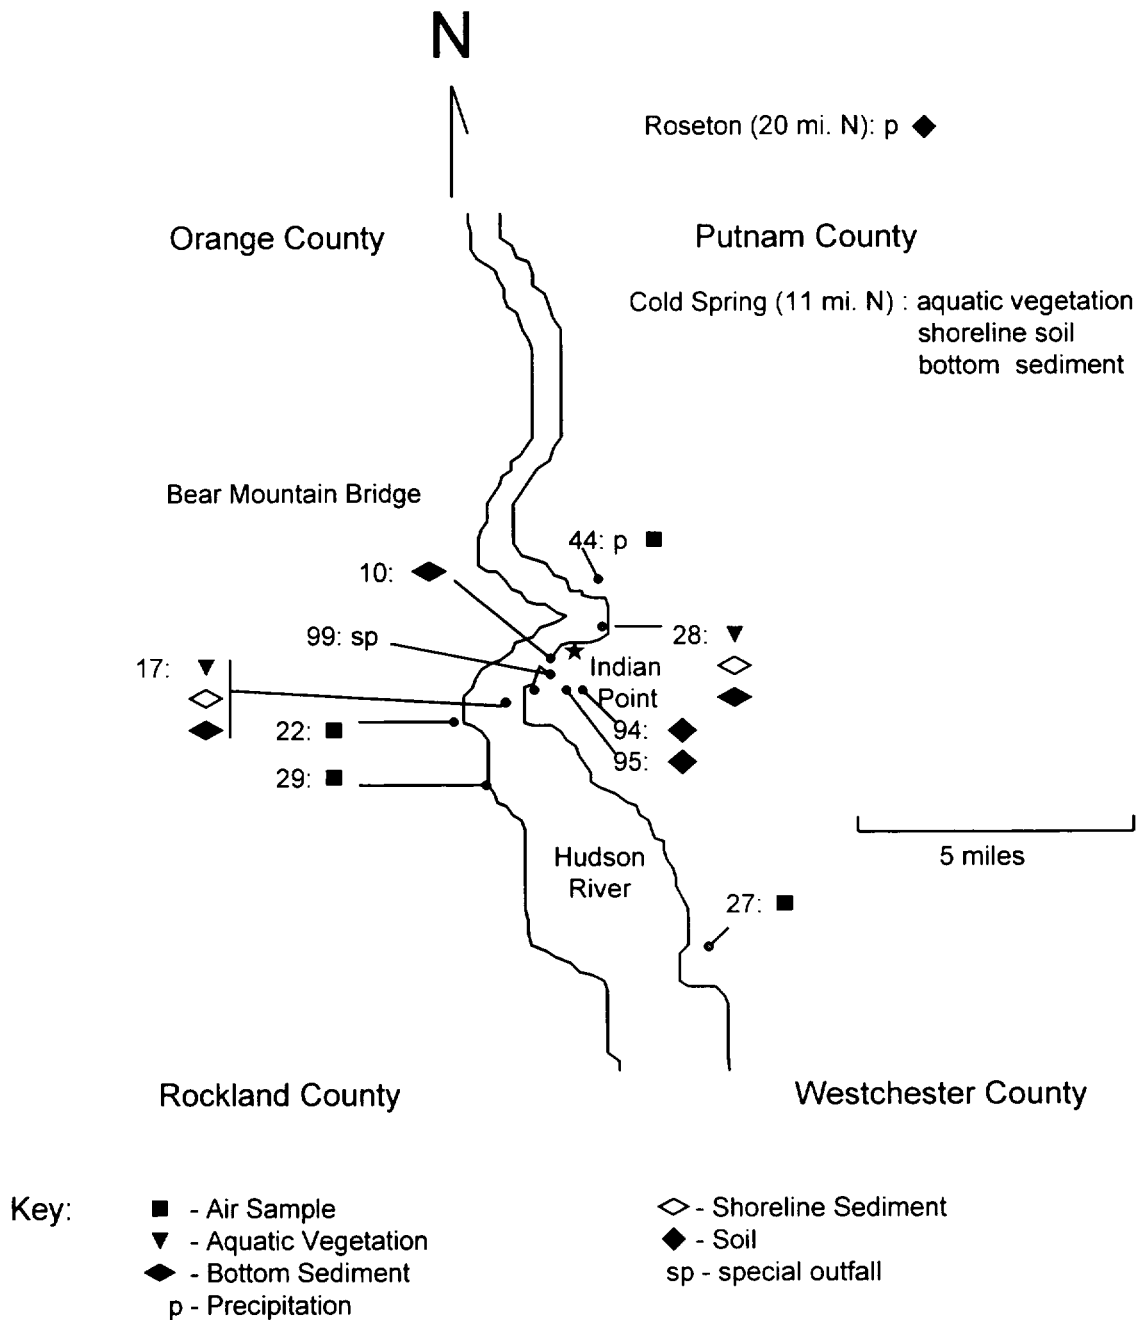 N
Roseton (20 mi. N): p
Orange County
Putnam County
Cold Spring (11 mi. N) : aquatic vegetation
shoreline soil
bottom sediment
Bear Mountain Bridge
44: p
10:
99: sp
28:
17:
Indian
Point
22:
94:
95:
29:
5 miles
Hudson
River
27:
Rockland County
Westchester County
Key:
- Air Sample
- Aquatic Vegetation
- Bottom Sediment
p - Precipitation
- Shoreline Sediment
- Soil
sp - special outfall